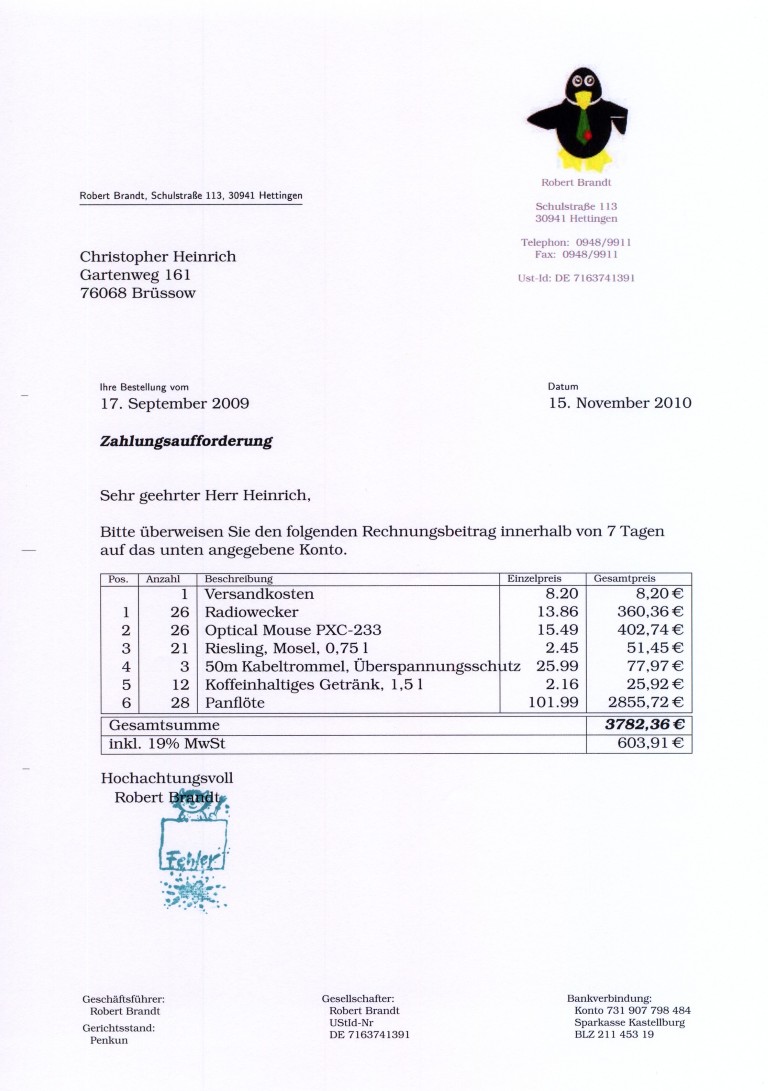 Robert Brandt
Schulstraße 113
30941 Hettingen
Telephon: 0948/9911
Fax: 0948/9911
Ust-Id: DE 7163741391
Robert Brandt, Schulstraße 113, 30941 Hettingen
Christopher Heinrich
Gartenweg 161
76068 Brüssow
Ihre Bestellung vom Datum
17. September 2009 15. November 2010
Zahlungsaufforderung
Sehr geehrter Herr Heinrich,
Bitte überweisen Sie den folgenden Rechnungsbeitrag innerhalb von 7 Tagen
auf das unten angegebene Konto.
Pos. Anzahl Beschreibung Einzelpreis Gesamtpreis
1 Versandkosten 8.20 8,20 €
1 26 Radiowecker 13.86 360,36 €
2 26 Optical Mouse PXC-233 15.49 402,74 €
3 21 Riesling, Mosel, 0,75 l 2.45 51,45 €
4 3 50m Kabeltrommel, Überspannungsschutz 25.99 77,97 €
5 12 Koffeinhaltiges Getränk, 1,5 l 2.16 25,92 €
6 28 Panflöte 101.99 2855,72 €
Gesamtsumme 3782,36 €
inkl. 19% MwSt 603,91 €
Hochachtungsvoll
Robert Brandt
Fehler
Geschäftsführer:
Robert Brandt
Gerichtsstand:
Penkun
Gesellschafter:
Robert Brandt
UStId-Nr
DE 7163741391
Bankverbindung:
Konto 731 907 798 484
Sparkasse Kastellburg
BLZ 211 453 19